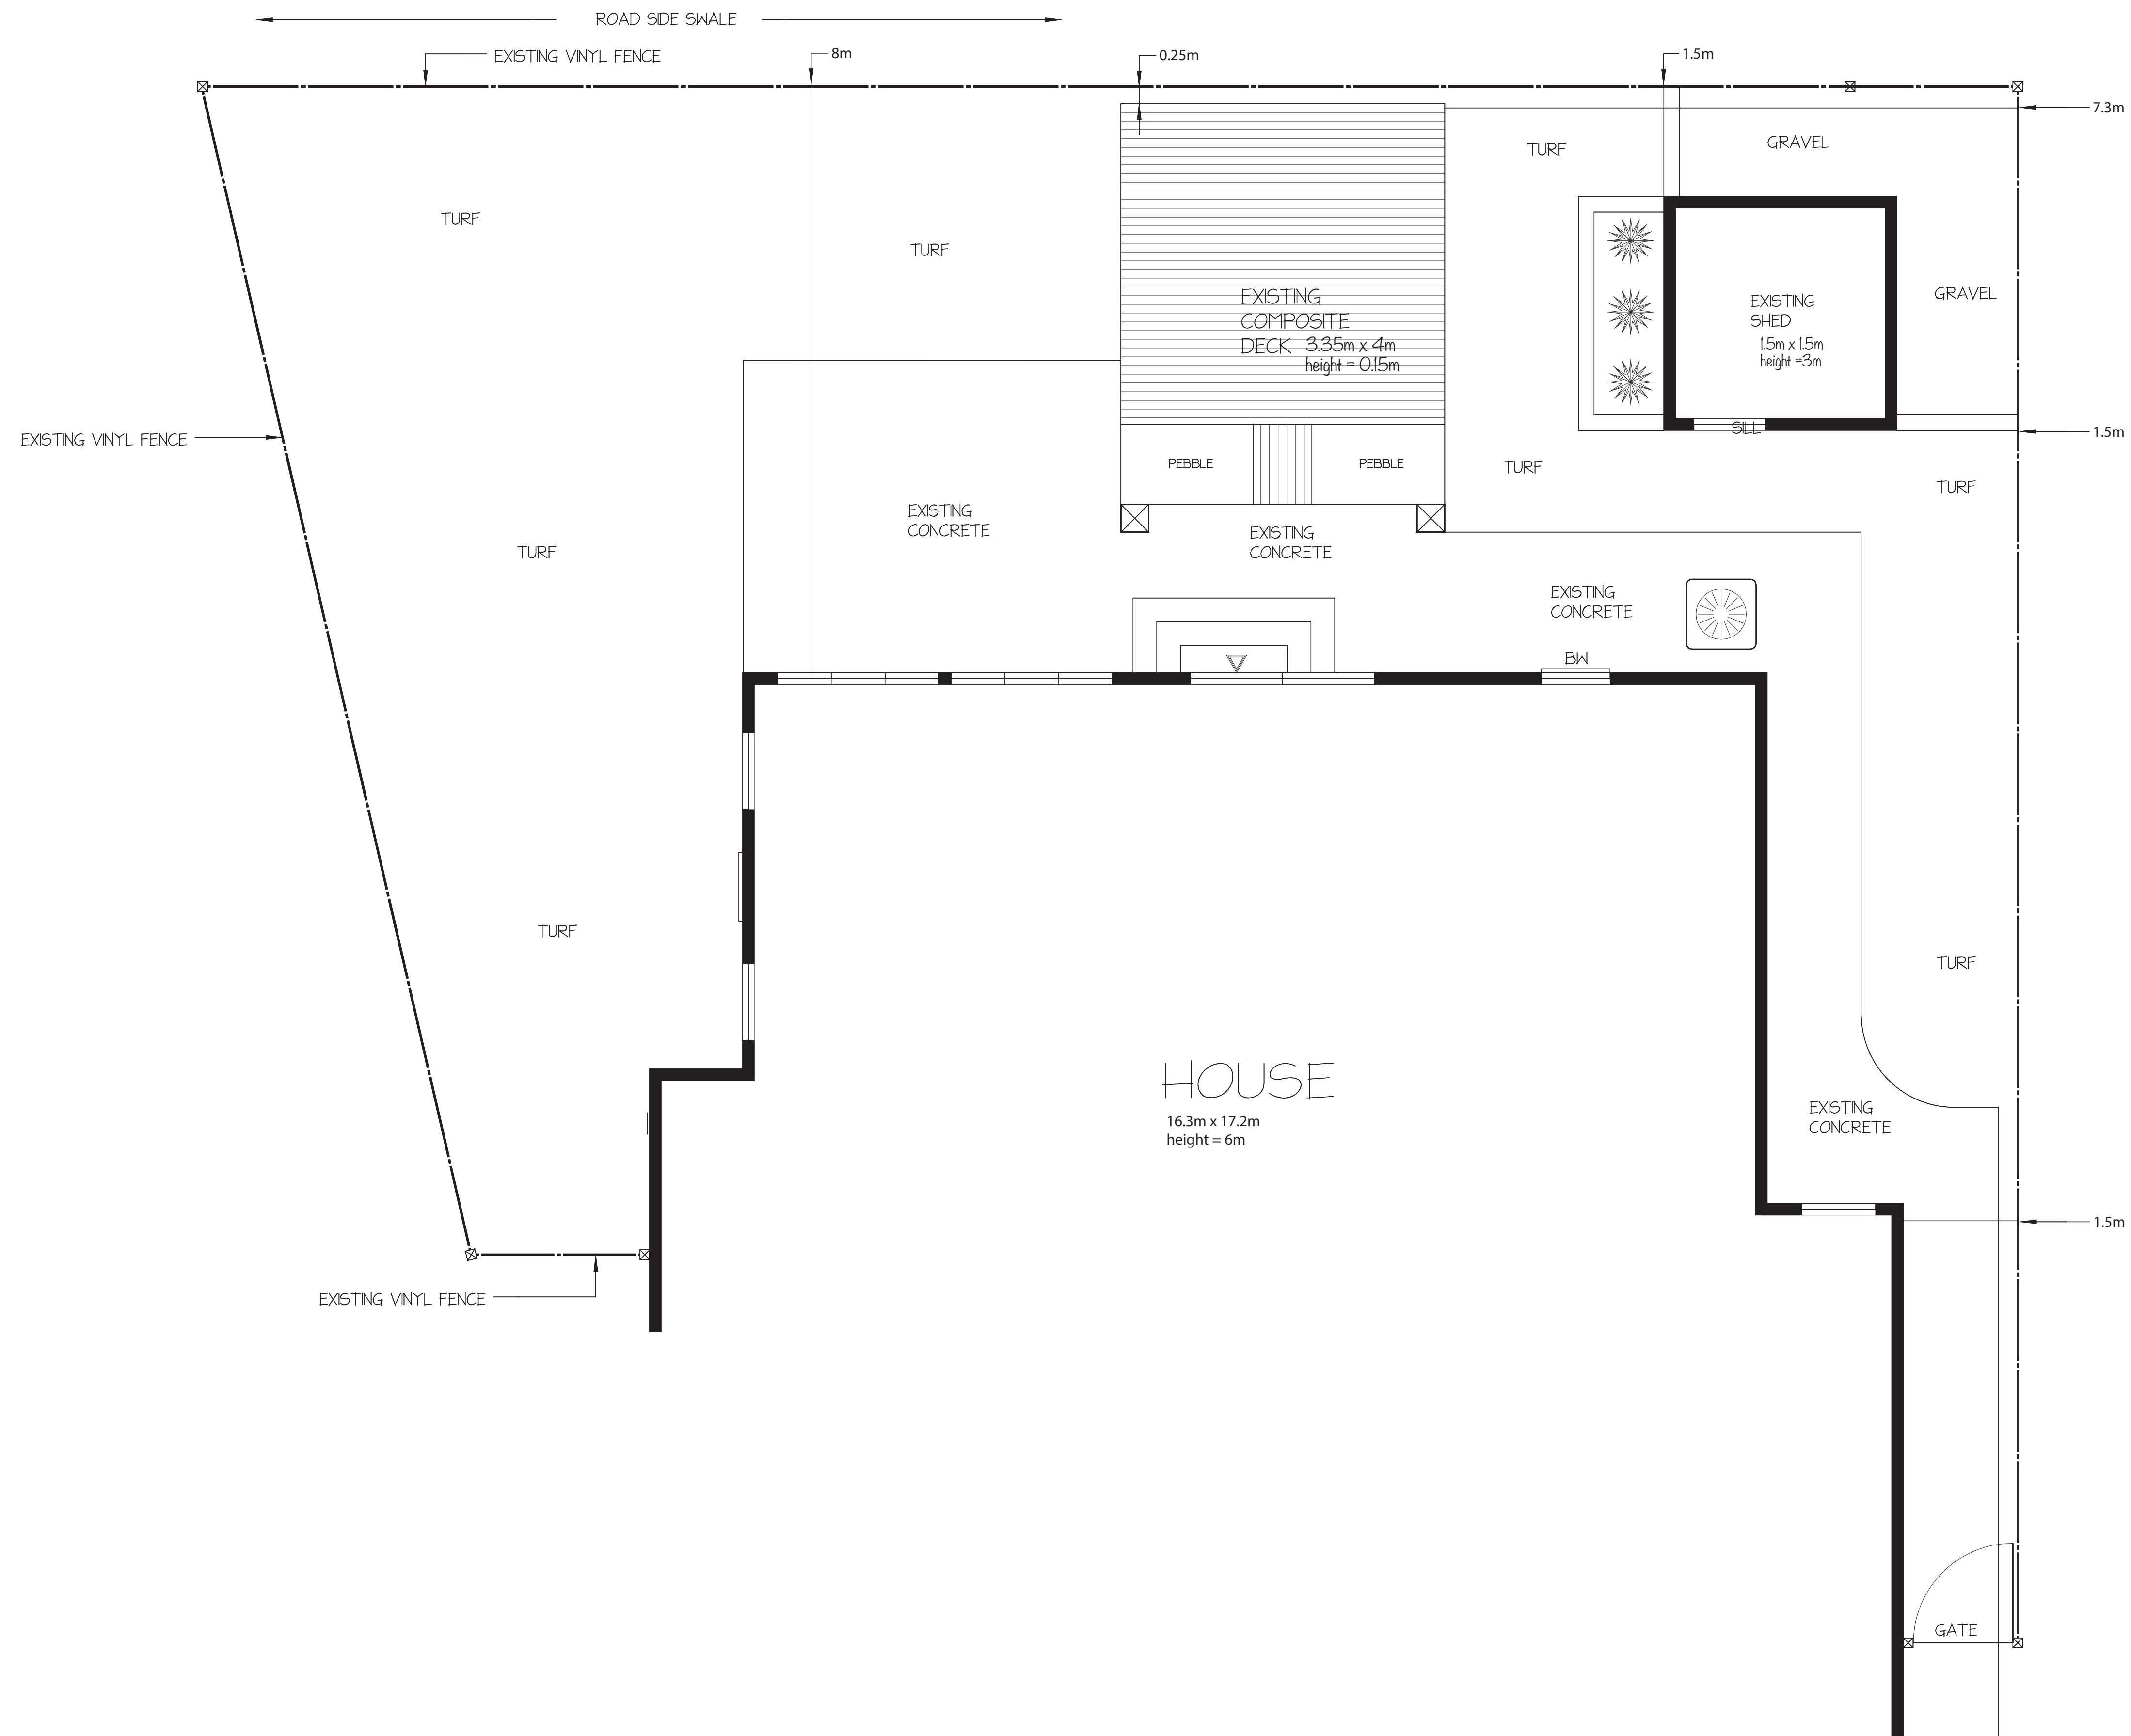 ROAD SIDE SWALE
EXISTING VINYL FENCE
8m
0.25m
1.5m
7.3m
TURF
GRAVEL
TURF
TURF
GRAVEL
EXISTING
COMPOSITE
DECK 3.35m x 4m
height = 0.15m
EXISTING
SHED
1.5m x 1.5m
height =3m
SILL
1.5m
EXISTING VINYL FENCE
PEBBLE
PEBBLE
TURF
TURF
EXISTING
CONCRETE
EXISTING
CONCRETE
TURF
EXISTING
CONCRETE
BW
TURF
TURF
HOUSE
16.3m x 17.2m
height = 6m
EXISTING
CONCRETE
1.5m
EXISTING VINYL FENCE
GATE